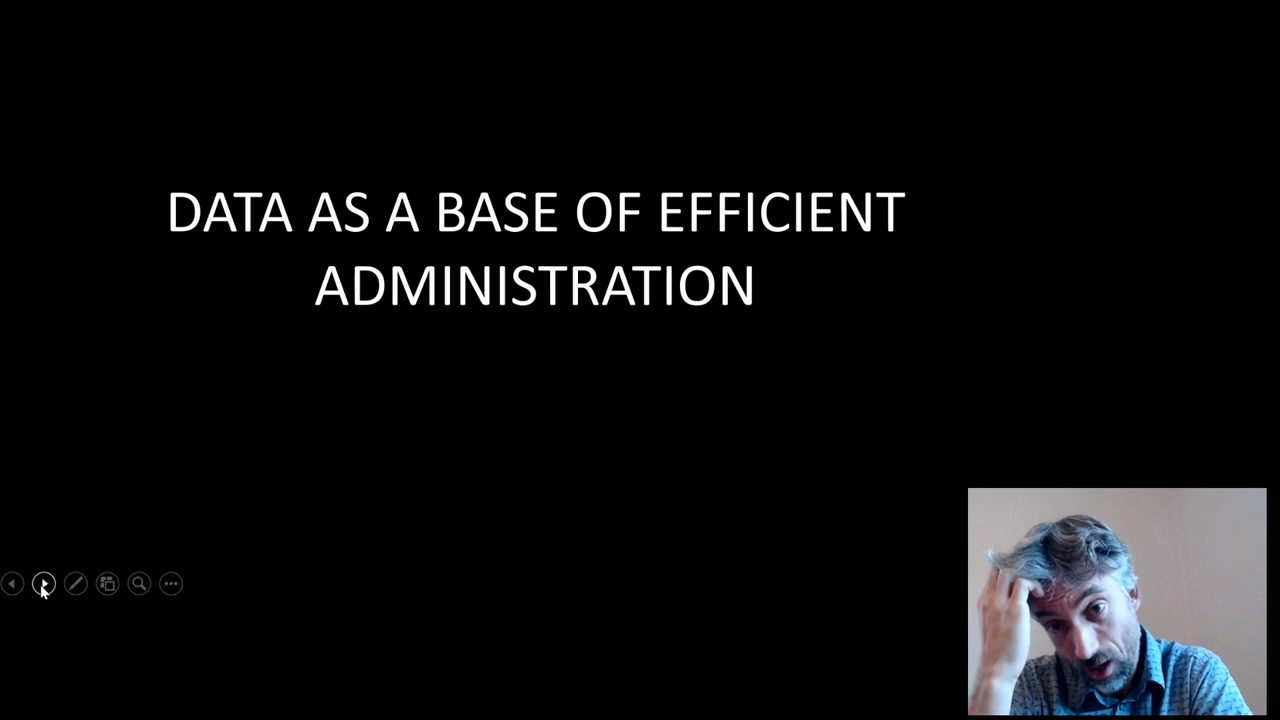 DATA AS A BASE OF EFFICIENT
ADMINISTRATION